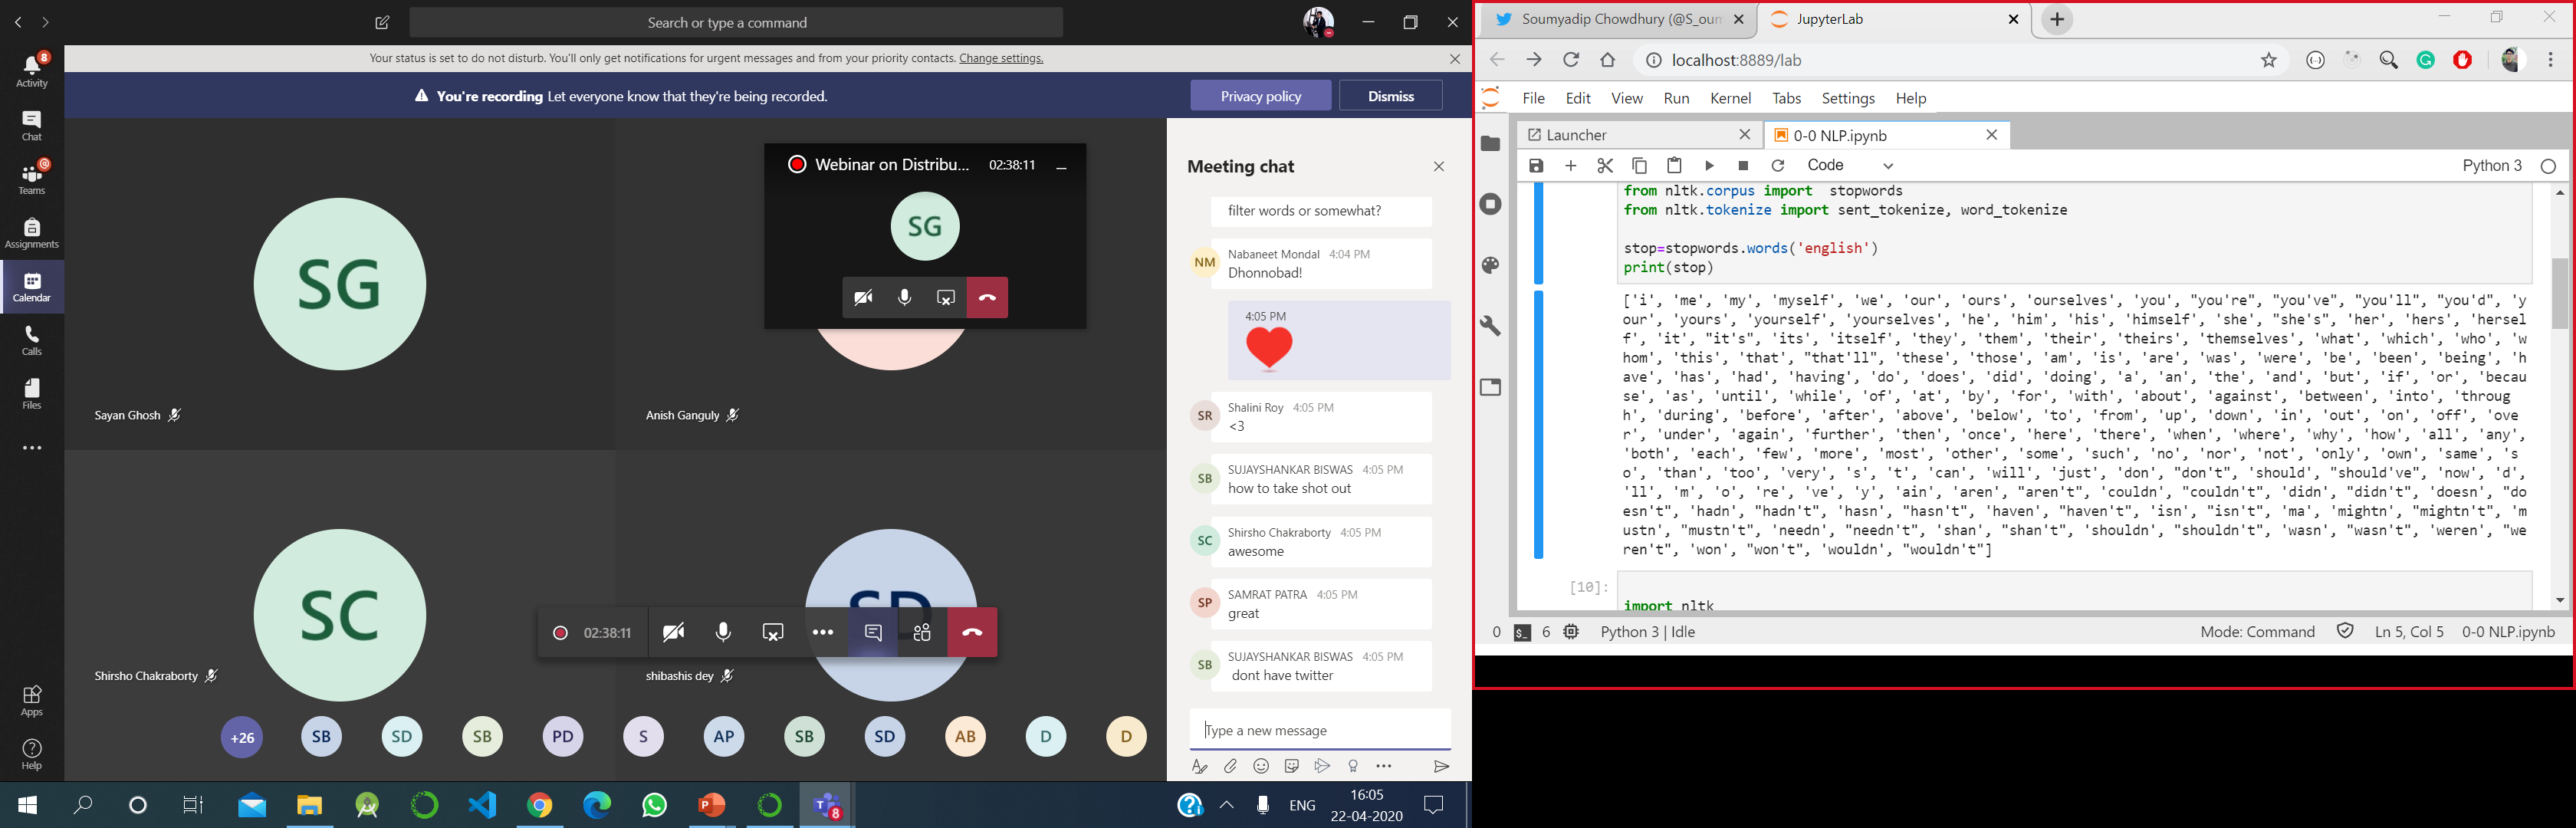 Search or type a command
Your status is set to do not disturb. You'll only get notifications for urgent messages and from your priority contacts. Change settings.
You're recording Let everyone know that they're being recorded.
Privacy policy
Dismiss
8
Activity
Chat
@
Teams
Assignments
Calendar
Calls
Files
Apps
Help
SG
Sayan Ghosh
Anish Ganguly
Webinar on Distribu...
02:38:11
SG
SC
Shirsho Chakraborty
SD
shibashis dey
02:38:11
+26
SB
SD
SB
PD
S
AP
SB
SD
AB
D
D
Meeting chat
filter words or somewhat?
NM
Nabaneet Mondal 4:04 PM
Dhonnobad!
4:05 PM
SR
Shalini Roy 4:05 PM
<3
SB
SUJAYSHANKAR BISWAS 4:05 PM
how to take shot out
SC
Shirsho Chakraborty 4:05 PM
awesome
SP
SAMRAT PATRA 4:05 PM
great
SB
SUJAYSHANKAR BISWAS 4:05 PM
dont have twitter
Type a new message
8
ENG
16:05
22-04-2020
Soumyadip Chowdhury (@S_oum
JupyterLab
localhost:8889/lab
File Edit View Run Kernel Tabs Settings Help
Launcher
0-0 NLP.ipynb
Code
Python 3
from nltk.corpus import stopwords
from nltk.tokenize import sent_tokenize, word_tokenize
stop=stopwords.words('english')
print(stop)
['i', 'me', 'my', 'myself', 'we', 'our', 'ours', 'ourselves', 'you', "you're", "you've", "you'll", "you'd", 'y
our', 'yours', 'yourself', 'yourselves', 'he', 'him', 'his', 'himself', 'she', "she's", 'her', 'hers', 'hersel
f', 'it', "it's", 'its', 'itself', 'they', 'them', 'their', 'theirs', 'themselves', 'what', 'which', 'who', 'w
hom', 'this', 'that', "that'll", 'these', 'those', 'am', 'is', 'are', 'was', 'were', 'be', 'been', 'being', 'h
ave', 'has', 'had', 'having', 'do', 'does', 'did', 'doing', 'a', 'an', 'the', 'and', 'but', 'if', 'or', 'becau
se', 'as', 'until', 'while', 'of', 'at', 'by', 'for', 'with', 'about', 'against', 'between', 'into', 'throug
h', 'during', 'before', 'after', 'above', 'below', 'to', 'from', 'up', 'down', 'in', 'out', 'on', 'off', 'ove
r', 'under', 'again', 'further', 'then', 'once', 'here', 'there', 'when', 'where', 'why', 'how', 'all', 'any',
'both', 'each', 'few', 'more', 'most', 'other', 'some', 'such', 'no', 'nor', 'not', 'only', 'own', 'same', 's
o', 'than', 'too', 'very', 's', 't', 'can', 'will', 'just', 'don', "don't", 'should', "should've", 'now', 'd',
'll', 'm', 'o', 're', 've', 'y', 'ain', 'aren', "aren't", 'couldn', "couldn't", 'didn', "didn't", 'doesn', "do
esn't", 'hadn', "hadn't", 'hasn', "hasn't", 'haven', "haven't", 'isn', "isn't", 'ma', 'mightn', "mightn't", 'm
ustn', "mustn't", 'needn', "needn't", 'shan', "shan't", 'shouldn', "shouldn't", 'wasn', "wasn't", 'weren', "we
ren't", 'won', "won't", 'wouldn', "wouldn't"]
[10]:
import nltk
0
6
Python 3 | Idle
Mode: Command
Ln 5, Col 5
0-0 NLP.ipynb